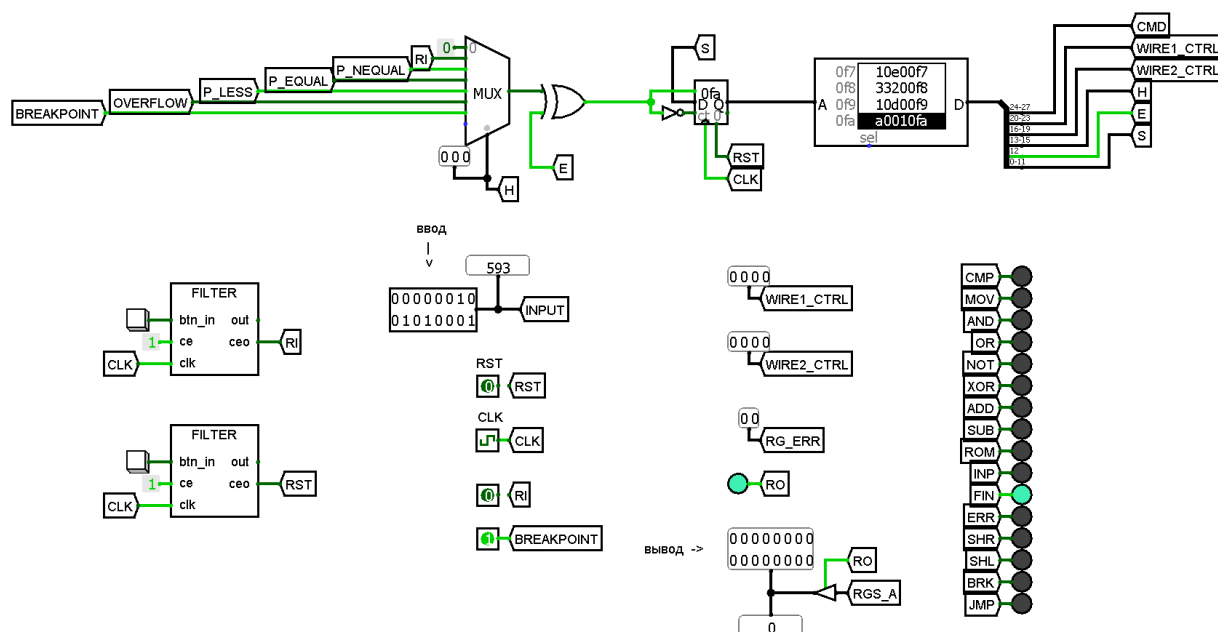 CMD
WIRE1_CTRL
WIRE2_CTRL
H
E
S
24-27
20-23
16-19
13-15
12
0-11
0
0
RI
P_NEQUAL
P_EQUAL
P_LESS
OVERFLOW
BREAKPOINT
MUX
000
H
E
S
0fa
D Q
ct 0
RST
CLK
A
0f7 10e00f7
0f8 33200f8
0f9 10d00f9
0fa a0010fa
D
sel
ввод
|
v
593
00000010
01010001
INPUT
FILTER
btn_in out
1 ce ceo RI
CLK clk
FILTER
btn_in out
1 ce ceo RST
CLK clk
RST
0 RST
CLK
CLK
0 RI
1 BREAKPOINT
0000
WIRE1_CTRL
0000
WIRE2_CTRL
00
RG_ERR
RO
вывод ->
00000000
00000000
RO
RGS_A
0
CMP
MOV
AND
OR
NOT
XOR
ADD
SUB
ROM
INP
FIN
ERR
SHR
SHL
BRK
JMP